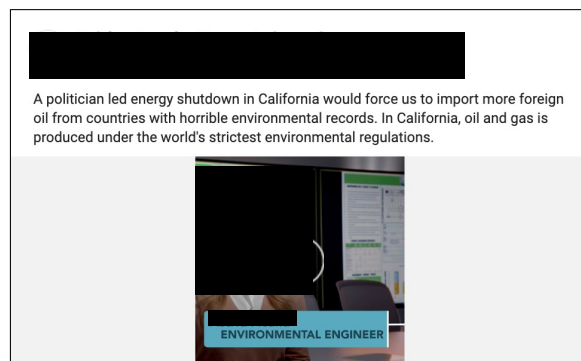 A politician led energy shutdown in California would force us to import more foreign
oil from countries with horrible environmental records. In California, oil and gas is
produced under the world's strictest environmental regulations.
ENVIRONMENTAL ENGINEER